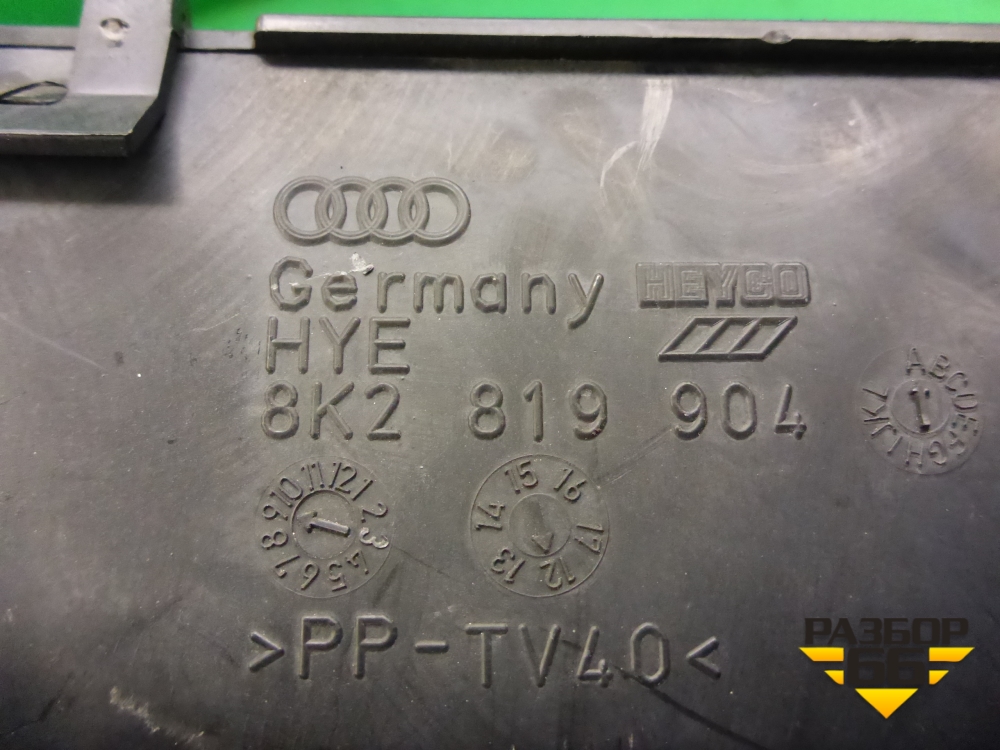 Germany HEYCO
HYE
8K2 819 904
ABCDEFGHIJKL
1
1 2 3 4 5 6 7 8 9 10 11 12
1
12 13 14 15 16 17
>PP-TV40<
РАЗБОР
66